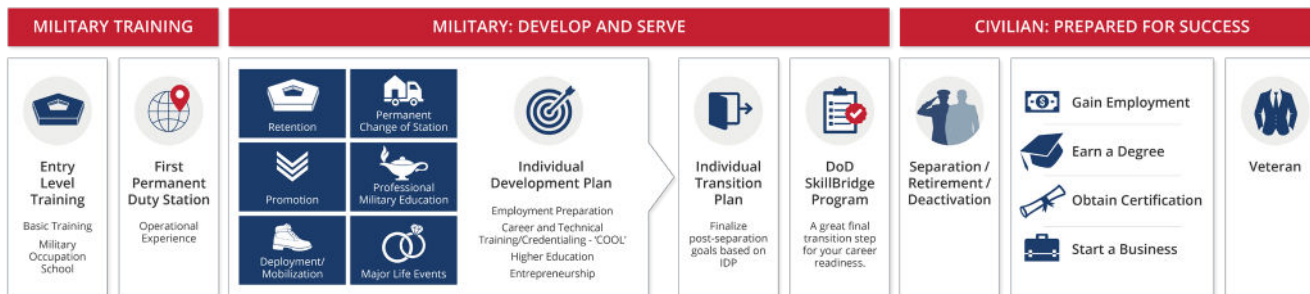 MILITARY TRAINING
MILITARY: DEVELOP AND SERVE
CIVILIAN: PREPARED FOR SUCCESS
Entry
Level
Training
Basic Training
Military
Occupation
School
First
Permanent
Duty Station
Operational
Experience
Retention
Permanent
Change of Station
Promotion
Professional
Military Education
Deployment/
Mobilization
Major Life Events
Individual
Development Plan
Employment Preparation
Career and Technical
Training/Credentialing - ‘COOL’
Higher Education
Entrepreneurship
Individual
Transition
Plan
Finalize
post-separation
goals based on
IDP
DoD
SkillBridge
Program
A great final
transition step
for your career
readiness.
Separation /
Retirement /
Deactivation
$
Gain Employment
Earn a Degree
Obtain Certification
Start a Business
Veteran